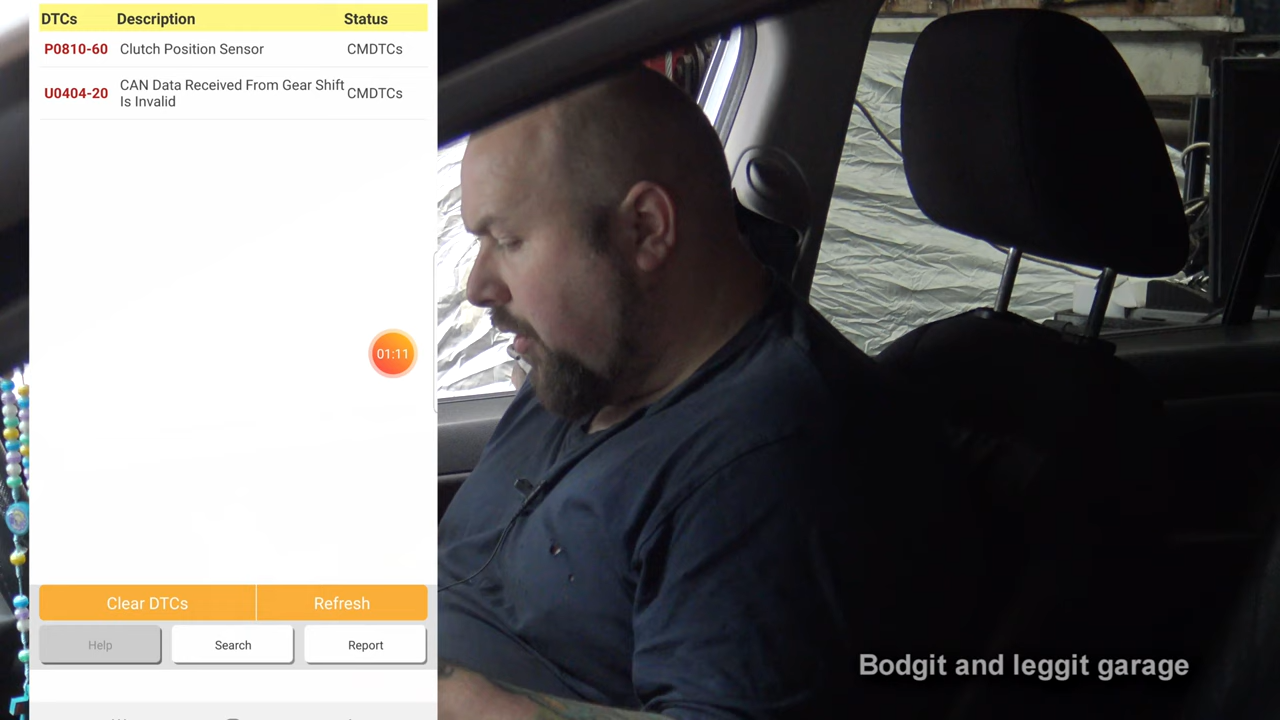 DTCs Description Status
P0810-60 Clutch Position Sensor CMDTCs
U0404-20 CAN Data Received From Gear Shift Is Invalid CMDTCs
01:11
Clear DTCs Refresh
Help Search Report
Bodgit and leggit garage